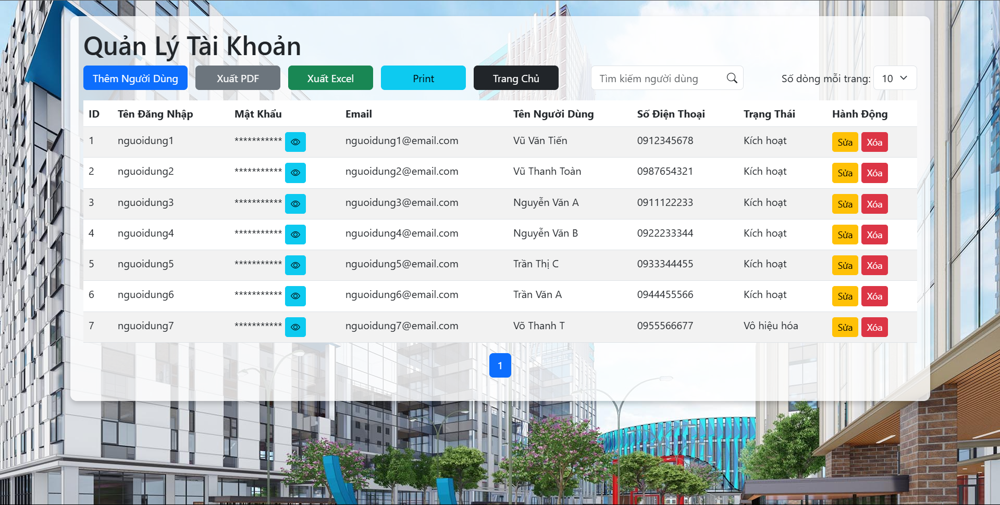 Quản Lý Tài Khoản
Thêm Người Dùng Xuất PDF Xuất Excel Print Trang Chủ Tìm kiếm người dùng Số dòng mỗi trang: 10
ID Tên Đăng Nhập Mật Khẩu Email Tên Người Dùng Số Điện Thoại Trạng Thái Hành Động
1 nguoidung1 *********** nguoidung1@email.com Vũ Văn Tiến 0912345678 Kích hoạt Sửa Xóa
2 nguoidung2 *********** nguoidung2@email.com Vũ Thanh Toàn 0987654321 Kích hoạt Sửa Xóa
3 nguoidung3 *********** nguoidung3@email.com Nguyễn Văn A 0911122233 Kích hoạt Sửa Xóa
4 nguoidung4 *********** nguoidung4@email.com Nguyễn Văn B 0922233344 Kích hoạt Sửa Xóa
5 nguoidung5 *********** nguoidung5@email.com Trần Thị C 0933344455 Kích hoạt Sửa Xóa
6 nguoidung6 *********** nguoidung6@email.com Trần Văn A 0944455566 Kích hoạt Sửa Xóa
7 nguoidung7 *********** nguoidung7@email.com Võ Thanh T 0955566677 Vô hiệu hóa Sửa Xóa
1